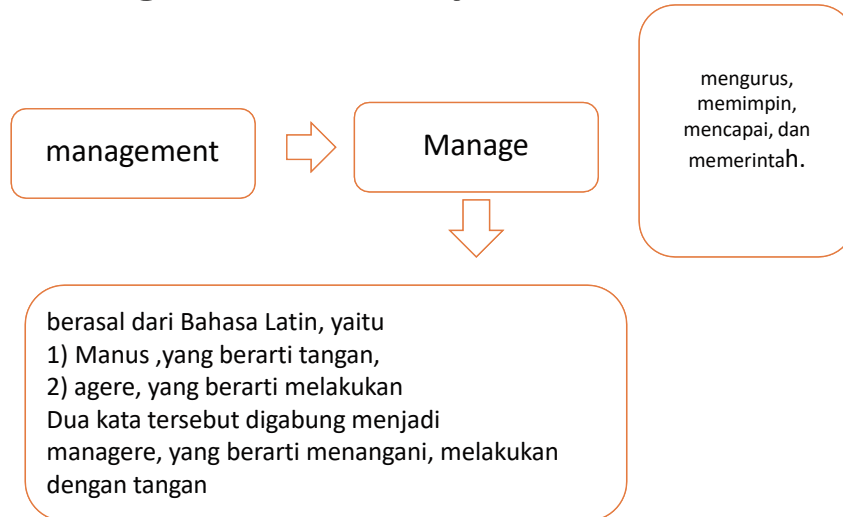 management
Manage
mengurus,
memimpin,
mencapai, dan
memerintah.
berasal dari Bahasa Latin, yaitu
1) Manus ,yang berarti tangan,
2) agere, yang berarti melakukan
Dua kata tersebut digabung menjadi
managere, yang berarti menangani, melakukan
dengan tangan